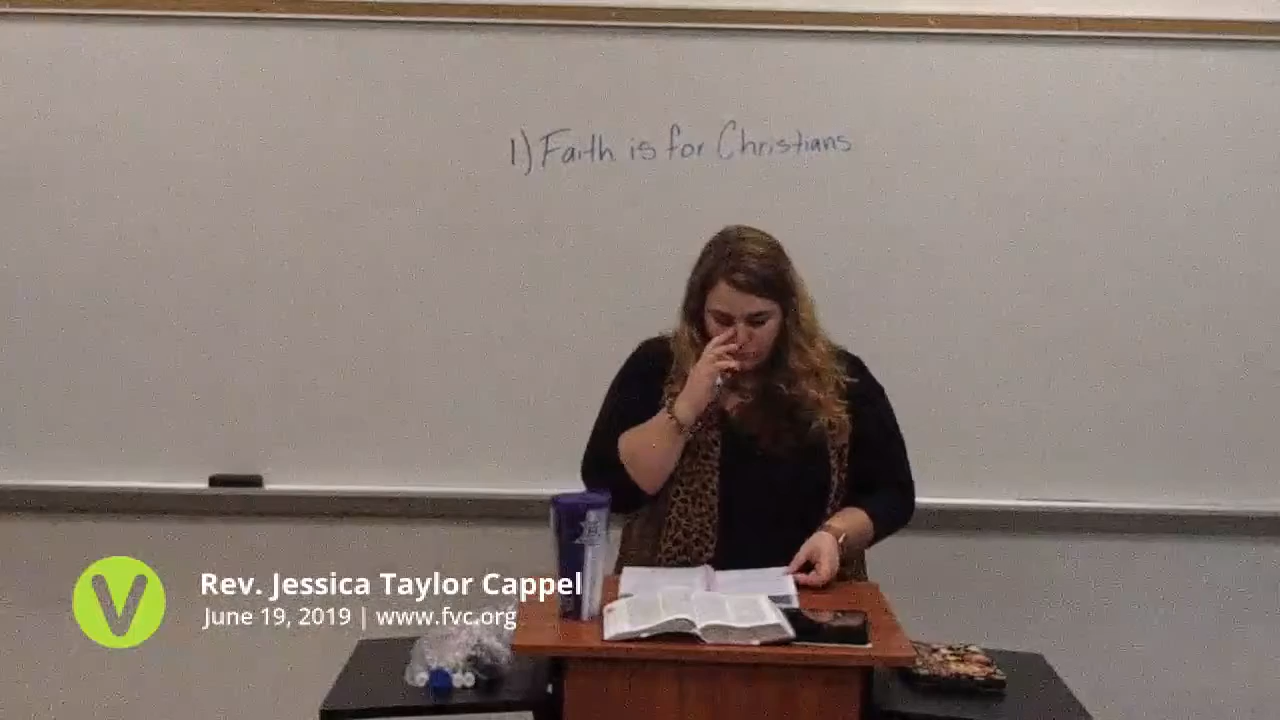 1) Faith is for Christians
V
Rev. Jessica Taylor Cappel
June 19, 2019 | www.fvc.org